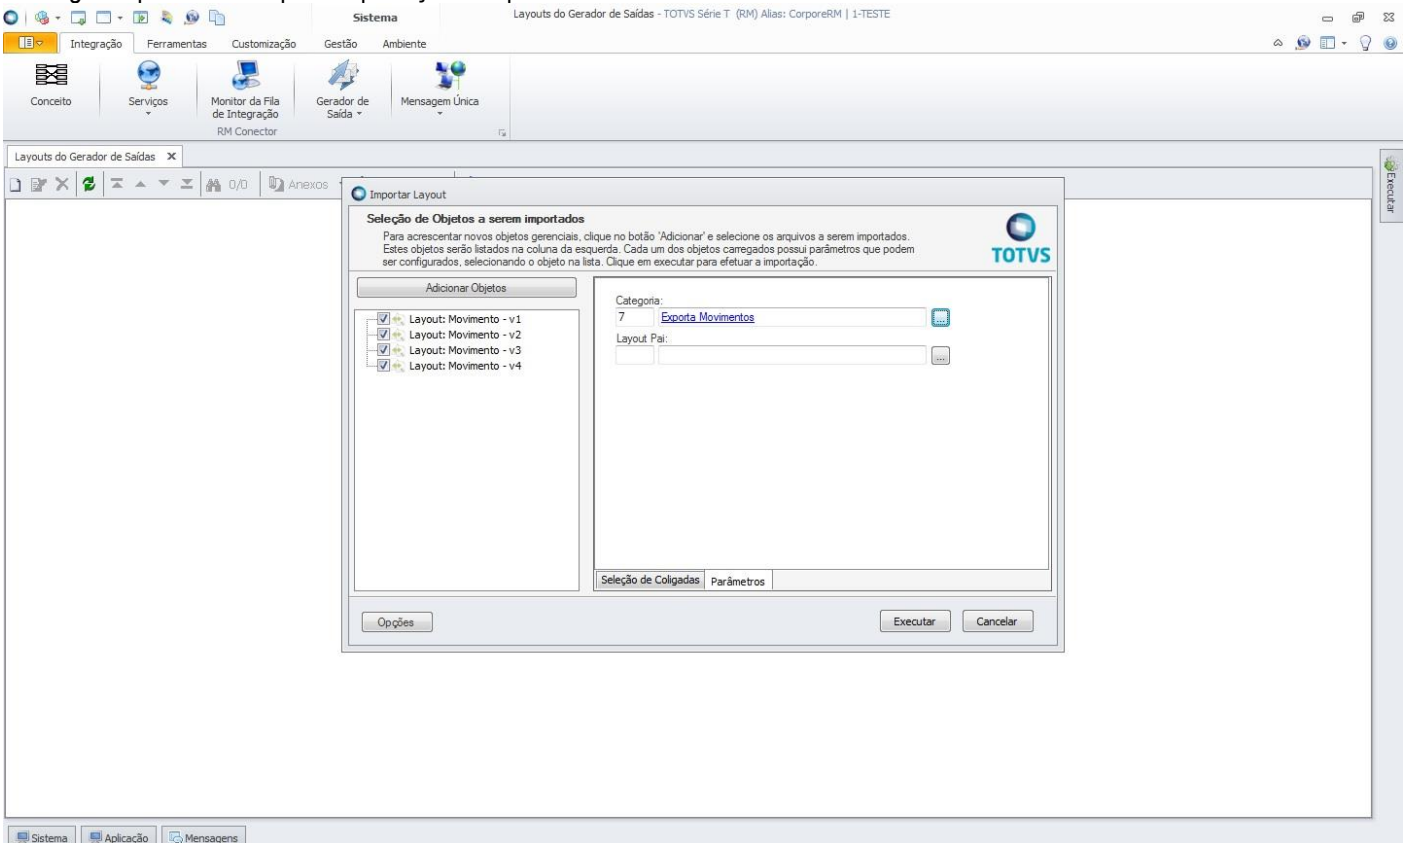 Sistema
Layouts do Gerador de Saídas - TOTVS Série T (RM) Alias: CorporeRM | 1-TESTE
Integração Ferramentas Customização Gestão Ambiente
Conceito
Serviços
Monitor da Fila de Integração
Gerador de Saída
Mensagem Única
RM Conector
Layouts do Gerador de Saídas X
0/0 Anexos
Executar
Importar Layout
Seleção de Objetos a serem importados
Para acrescentar novos objetos gerenciais, clique no botão 'Adicionar' e selecione os arquivos a serem importados.
Estes objetos serão listados na coluna da esquerda. Cada um dos objetos carregados possui parâmetros que podem
ser configurados, selecionando o objeto na lista. Clique em executar para efetuar a importação.
TOTVS
Adicionar Objetos
Layout: Movimento - v1
Layout: Movimento - v2
Layout: Movimento - v3
Layout: Movimento - v4
Categoria:
7 Exporta Movimentos ...
Layout Pai:
...
Seleção de Coligadas Parâmetros
Opções
Executar Cancelar
Sistema Aplicação Mensagens